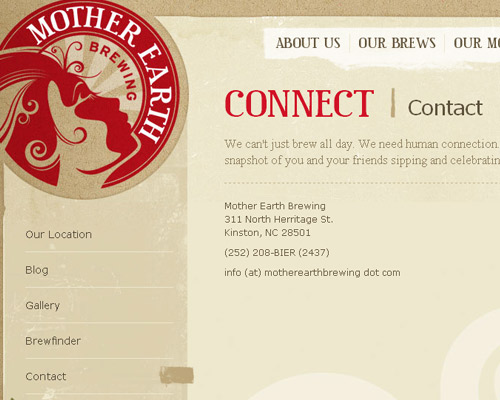 MOTHER EARTH
BREWING
ABOUT US
OUR BREWS
OUR MO
CONNECT
Contact
We can't just brew all day. We need human connection
snapshot of you and your friends sipping and celebratin
Mother Earth Brewing
311 North Herritage St.
Kinston, NC 28501
(252) 208-BIER (2437)
info (at) motherearthbrewing dot com
Our Location
Blog
Gallery
Brewfinder
Contact